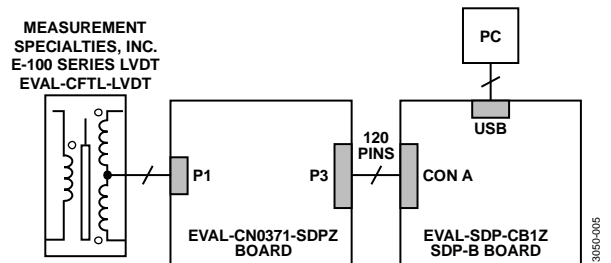 MEASUREMENT
SPECIALTIES, INC.
E-100 SERIES LVDT
EVAL-CFTL-LVDT
PC
USB
120
PINS
P1
P3
CON A
EVAL-CN0371-SDPZ
BOARD
EVAL-SDP-CB1Z
SDP-B BOARD
3050-005